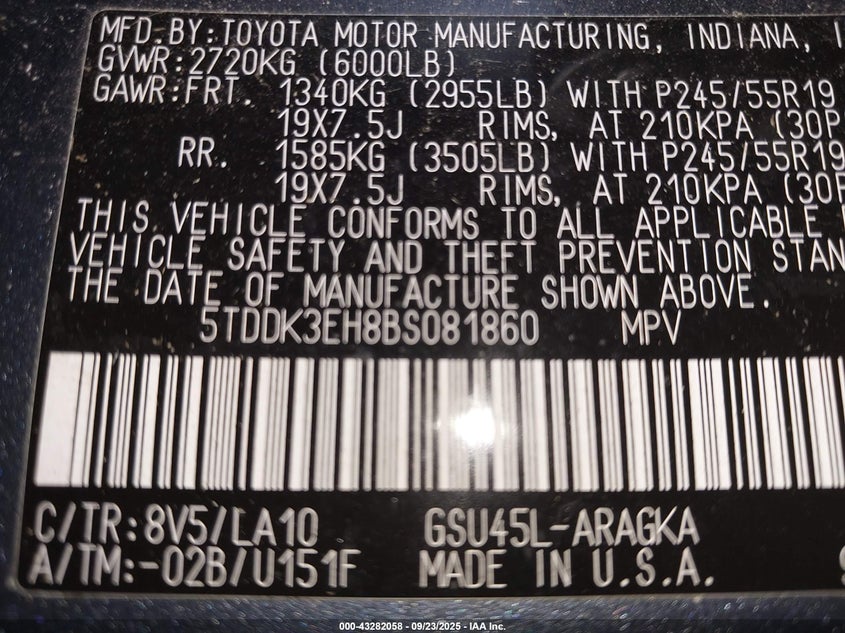 MFD.BY:TOYOTA MOTOR MANUFACTURING, INDIANA,
GVWR:2720KG (6000LB)
GAWR:FRT. 1340KG (2955LB) WITH P245/55R19
19X7.5J RIMS, AT 210KPA (30P
RR. 1585KG (3505LB) WITH P245/55R19
19X7.5J RIMS, AT 210KPA (30P
THIS VEHICLE CONFORMS TO ALL APPLICABLE
VEHICLE SAFETY AND THEFT PREVENTION STAN
THE DATE OF MANUFACTURE SHOWN ABOVE.
5TDDK3EH8BS081860 MPV
C/TR:8V5/LA10 GSU45L-ARAGKA
A/TM:-02B/U151F MADE IN U.S.A.
000-43282058 - 09/23/2025 - IAA Inc.